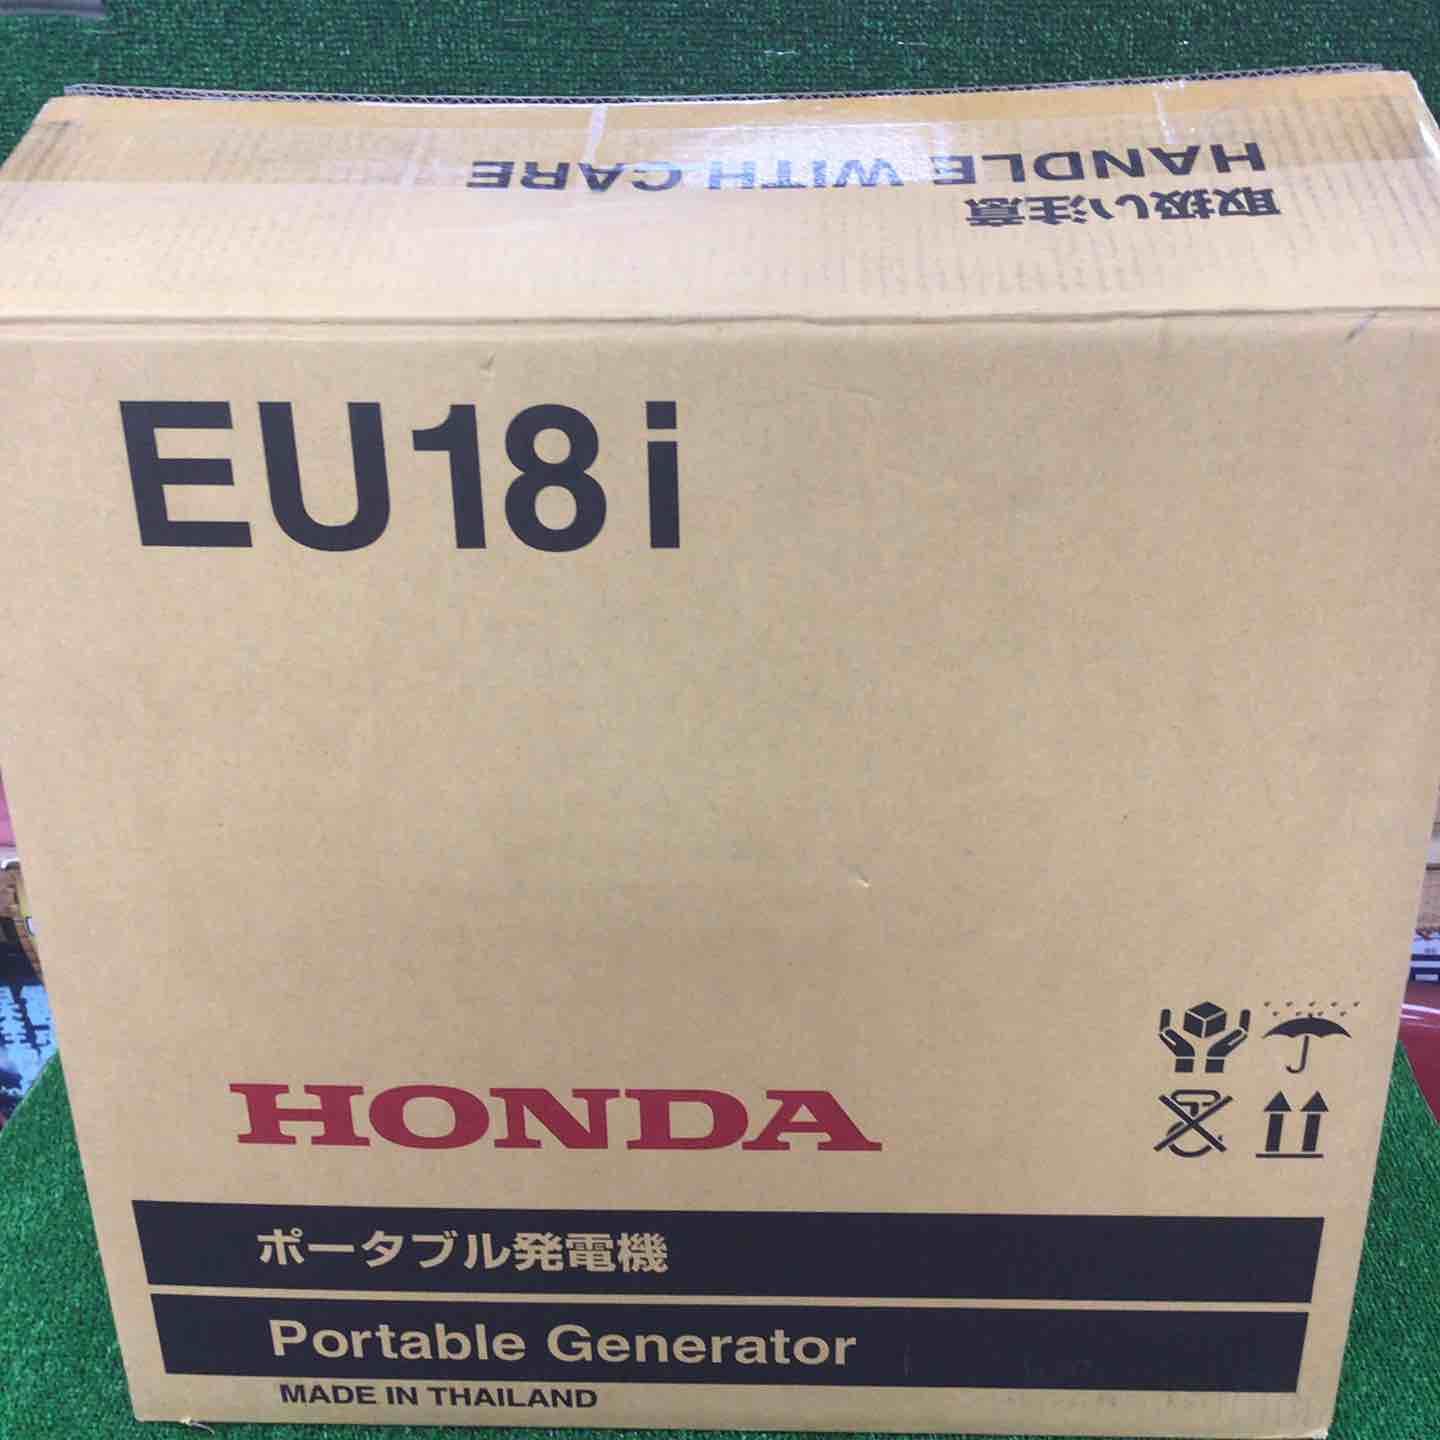 HANDLE WITH CARE
取扱い注意
EU18i
HONDA
ポータブル発電機
Portable Generator
MADE IN THAILAND